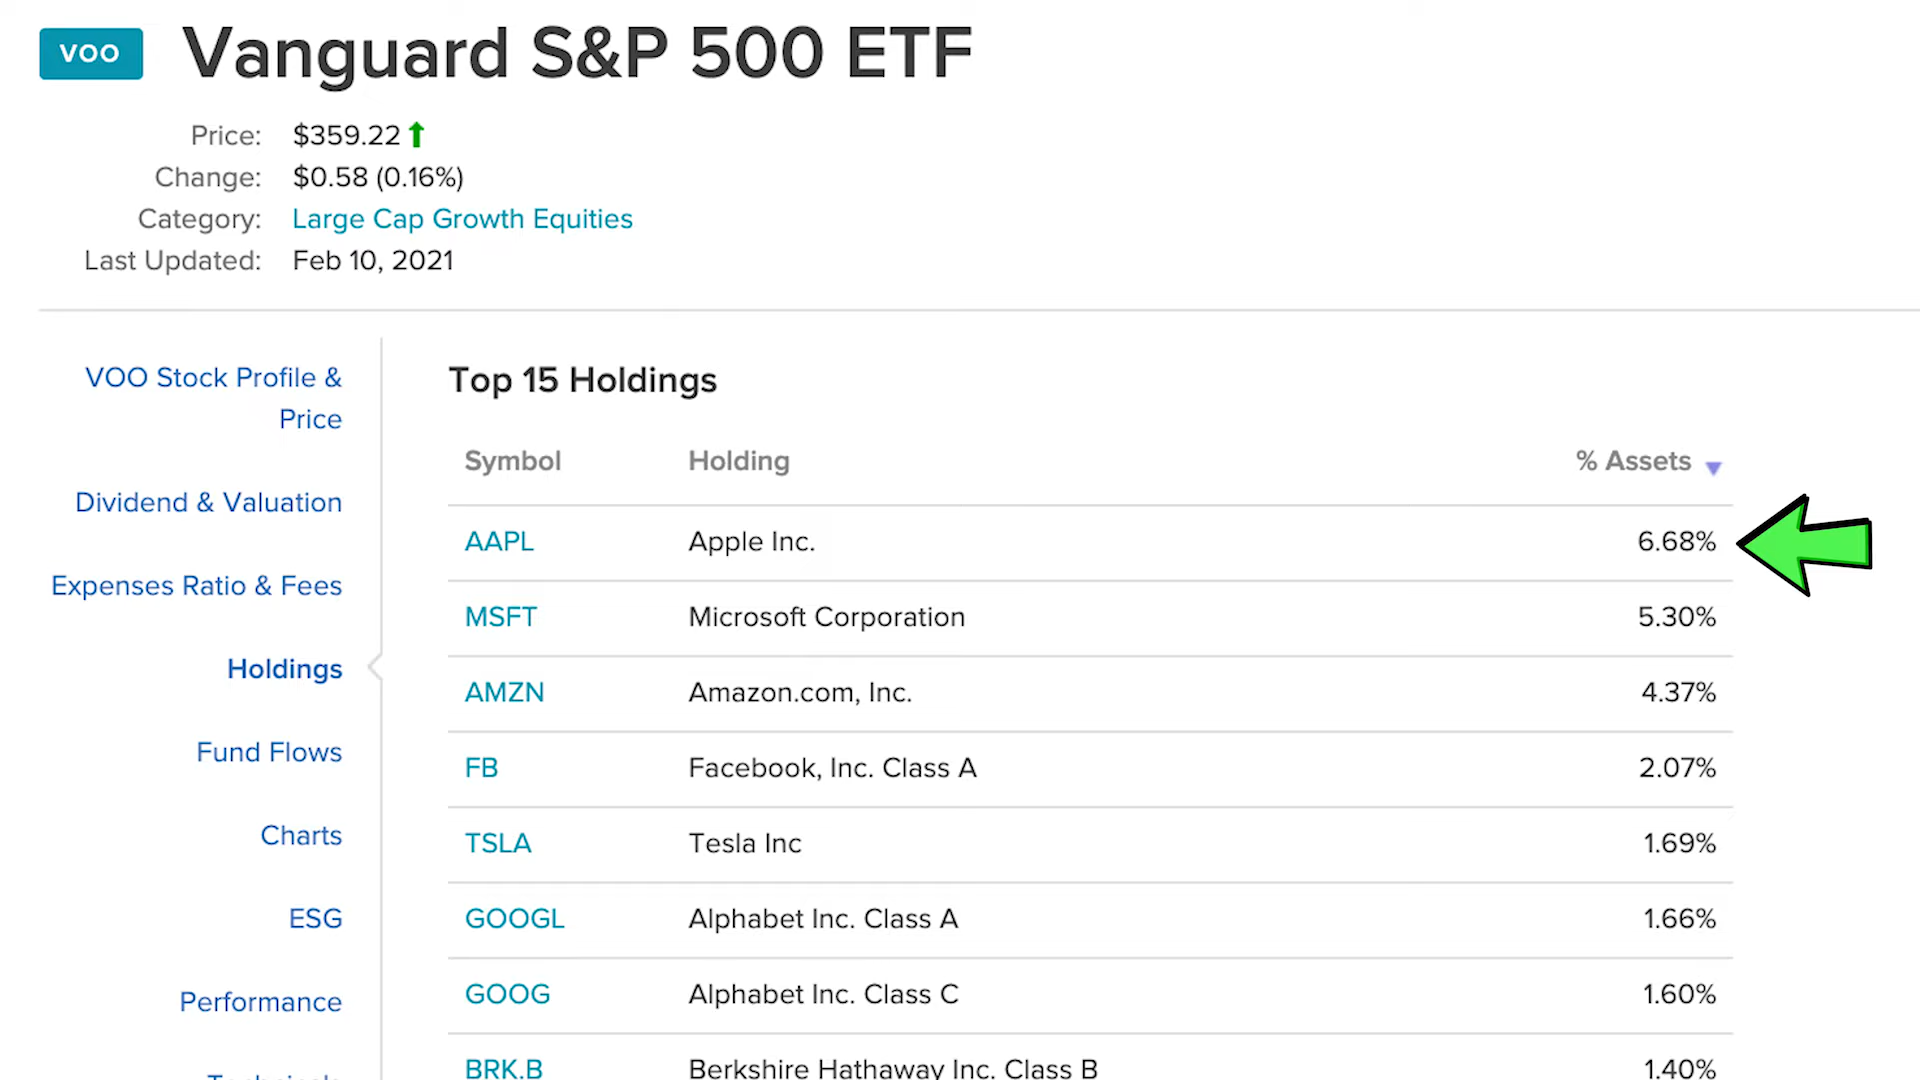 VOO Vanguard S&P 500 ETF
Price: $359.22
Change: $0.58 (0.16%)
Category: Large Cap Growth Equities
Last Updated: Feb 10, 2021
VOO Stock Profile &
Price
Dividend & Valuation
Expenses Ratio & Fees
Holdings
Fund Flows
Charts
ESG
Performance
Top 15 Holdings
Symbol Holding % Assets
AAPL Apple Inc. 6.68%
MSFT Microsoft Corporation 5.30%
AMZN Amazon.com, Inc. 4.37%
FB Facebook, Inc. Class A 2.07%
TSLA Tesla Inc 1.69%
GOOGL Alphabet Inc. Class A 1.66%
GOOG Alphabet Inc. Class C 1.60%
BRK.B Berkshire Hathaway Inc. Class B 1.40%